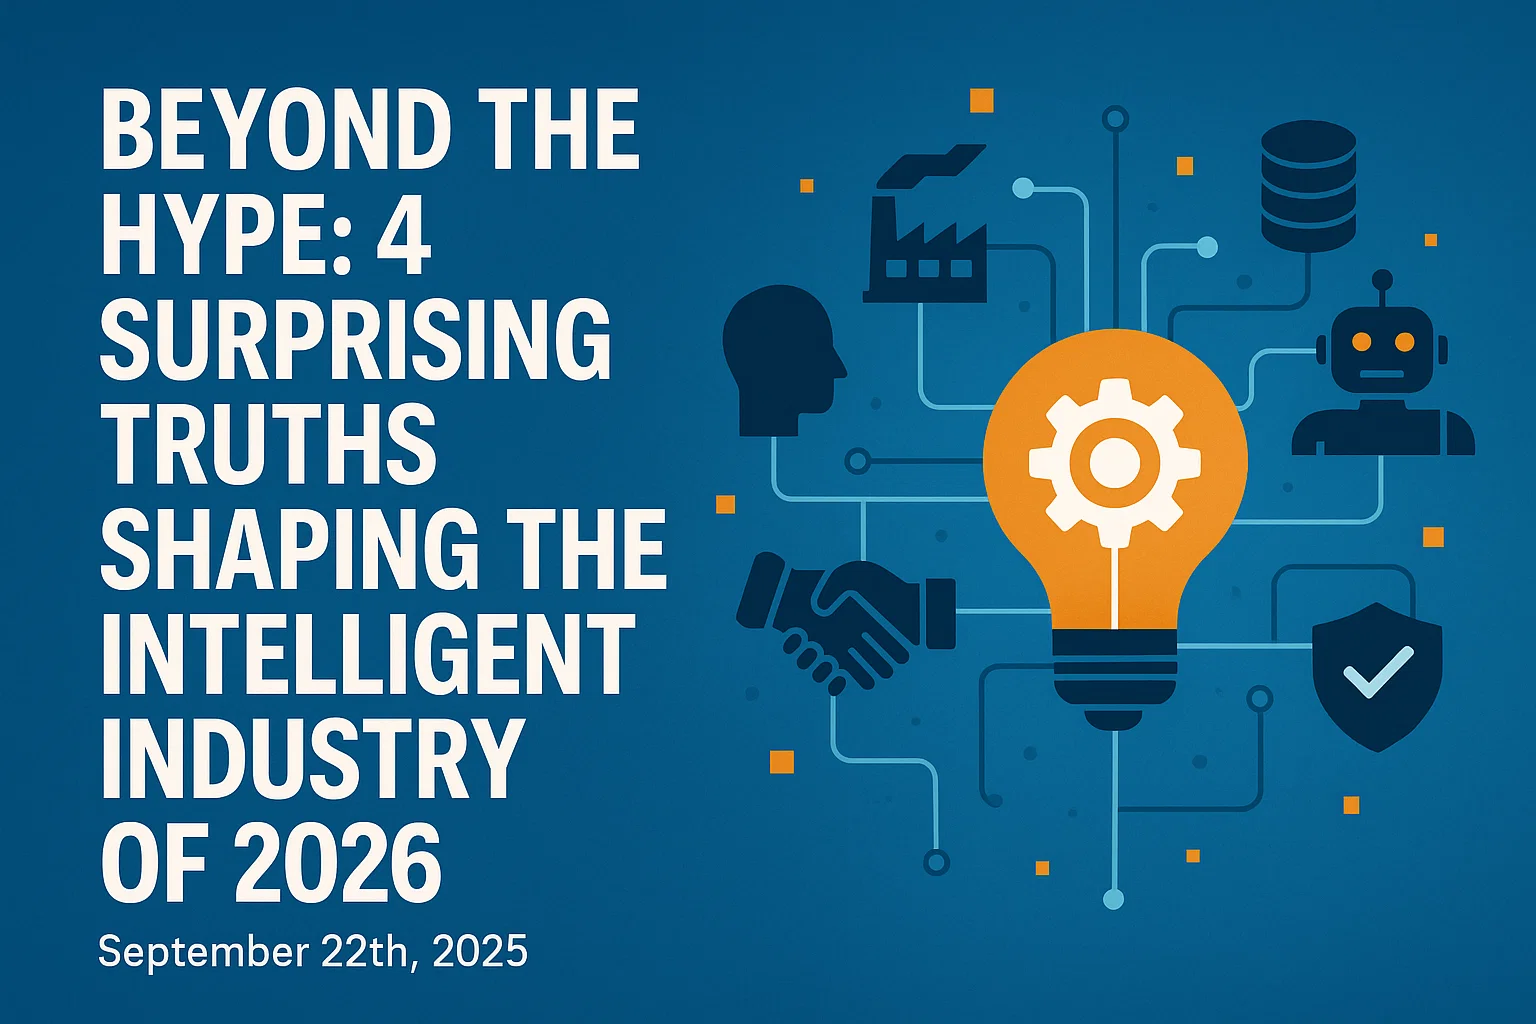 BEYOND THE
HYPE: 4
SURPRISING
TRUTHS
SHAPING THE
INTELLIGENT
INDUSTRY
OF 2026
September 22th, 2025